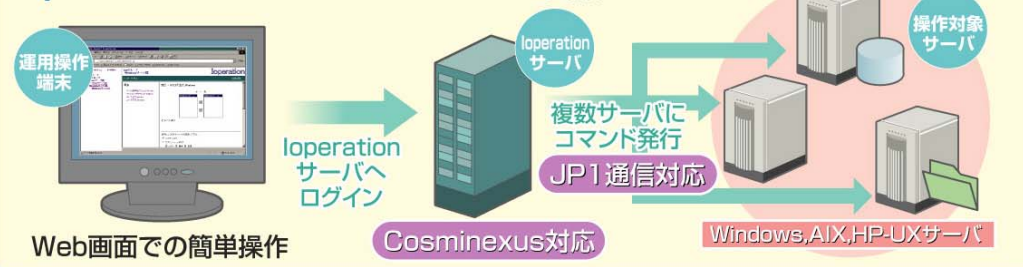 運用操作
端末
Ioperation
Web画面での簡単操作
Ioperation
サーバへ
ログイン
Ioperation
サーバ
Cosminexus対応
複数サーバに
コマンド発行
JP1通信対応
操作対象
サーバ
Windows,AIX,HP-UXサーバ